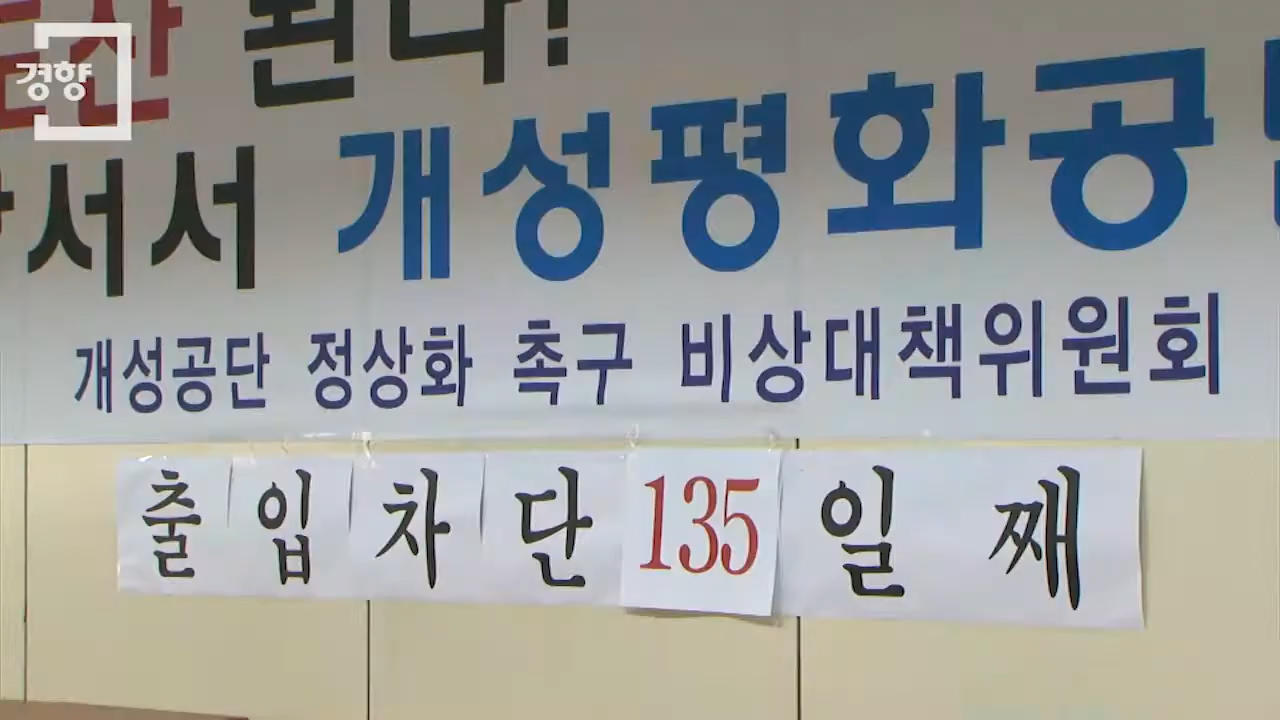 경향
된다!
서서 개성평화공
개성공단 정상화 촉구 비상대책위원회
출입차단 135 일째